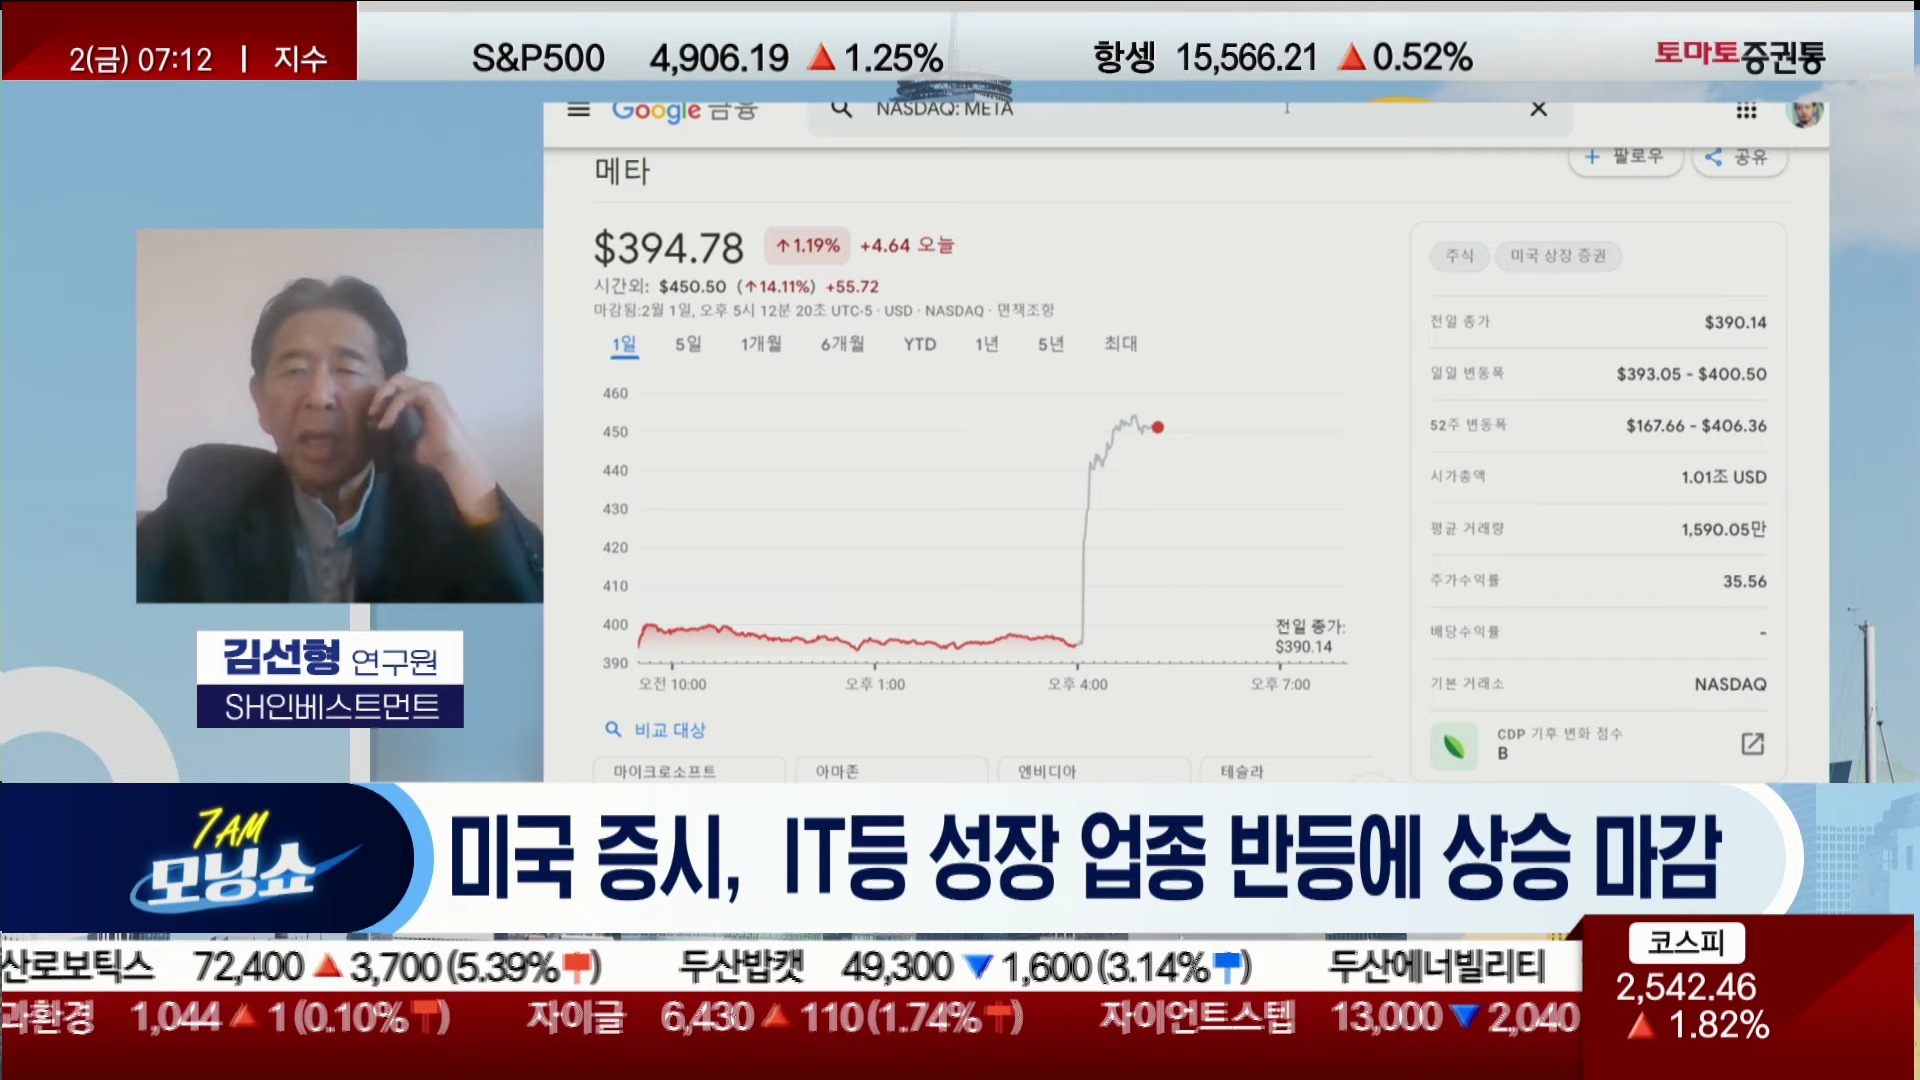 2(금) 07:12 | 지수
S&P500 4,906.19 ▲ 1.25% 항셍 15,566.21 ▲ 0.52%
토마토증권통
Google 금융
NASDAQ: META
메타
팔로우
공유
$394.78 ↑1.19% +4.64 오늘
시간외: $450.50 (↑14.11%) +55.72
마감됨:2월 1일, 오후 5시 12분 20초 UTC-5 · USD · NASDAQ · 면책조항
1일 5일 1개월 6개월 YTD 1년 5년 최대
460
450
440
430
420
410
400
390
전일 종가:
$390.14
오전 10:00 오후 1:00 오후 4:00 오후 7:00
비교 대상
마이크로소프트 아마존 엔비디아 테슬라
주식 미국 상장 증권
전일 종가 $390.14
일일 변동폭 $393.05 - $400.50
52주 변동폭 $167.66 - $406.36
시가총액 1.01조 USD
평균 거래량 1,590.05만
주가수익률 35.56
배당수익률 -
기본 거래소 NASDAQ
CDP 기후 변화 점수
B
김선형 연구원
SH인베스트먼트
7AM
모닝쇼
미국 증시, IT등 성장 업종 반등에 상승 마감
산로보틱스 72,400 ▲ 3,700 (5.39%) 두산밥캣 49,300 ▼ 1,600 (3.14%) 두산에너빌리티
과환경 1,044 ▲ 1 (0.10%) 자이글 6,430 ▲ 110 (1.74%) 자이언트스텝 13,000 ▼ 2,040
코스피
2,542.46
▲ 1.82%